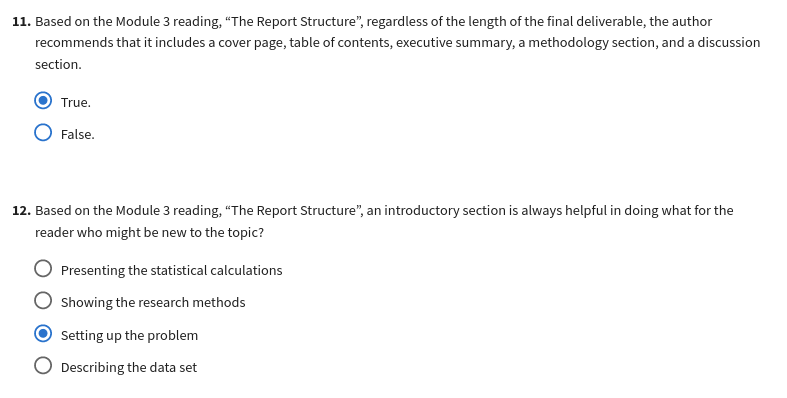 11. Based on the Module 3 reading, “The Report Structure”, regardless of the length of the final deliverable, the author
recommends that it includes a cover page, table of contents, executive summary, a methodology section, and a discussion
section.
True.
False.
12. Based on the Module 3 reading, “The Report Structure”, an introductory section is always helpful in doing what for the
reader who might be new to the topic?
Presenting the statistical calculations
Showing the research methods
Setting up the problem
Describing the data set